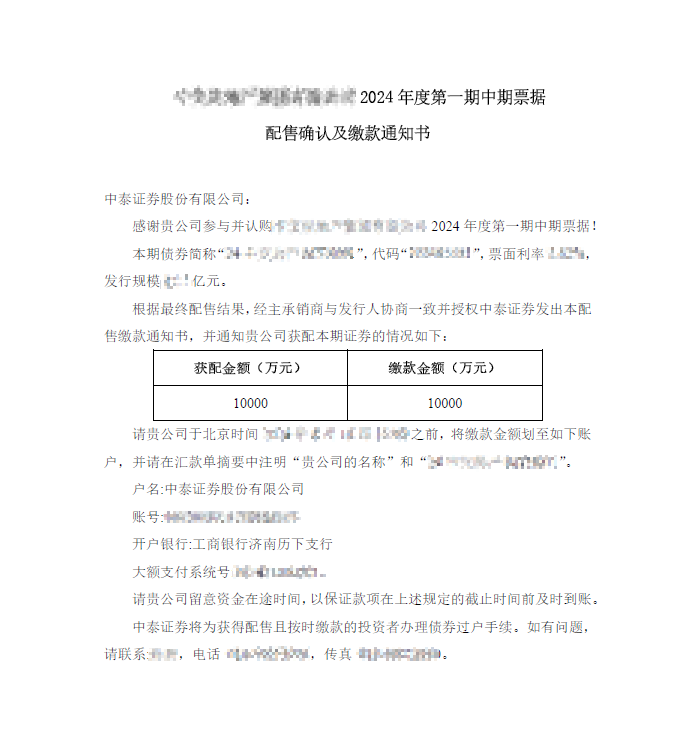 2024 年度第一期中期票据
配售确认及缴款通知书
中泰证券股份有限公司：
感谢贵公司参与并认购 2024 年度第一期中期票据！
本期债券简称“ ”，代码“ ”，票面利率 ，
发行规模 亿元。
根据最终配售结果，经主承销商与发行人协商一致并授权中泰证券发出本配
售缴款通知书，并通知贵公司获配本期证券的情况如下：
获配金额（万元） 缴款金额（万元）
10000 10000
请贵公司于北京时间 之前，将缴款金额划至如下账
户，并请在汇款单摘要中注明“贵公司的名称”和“ ”。
户名:中泰证券股份有限公司
账号:
开户银行:工商银行济南历下支行
大额支付系统号
请贵公司留意资金在途时间，以保证款项在上述规定的截止时间前及时到账。
中泰证券将为获得配售且按时缴款的投资者办理债券过户手续。如有问题，
请联系: ，电话 ，传真 。